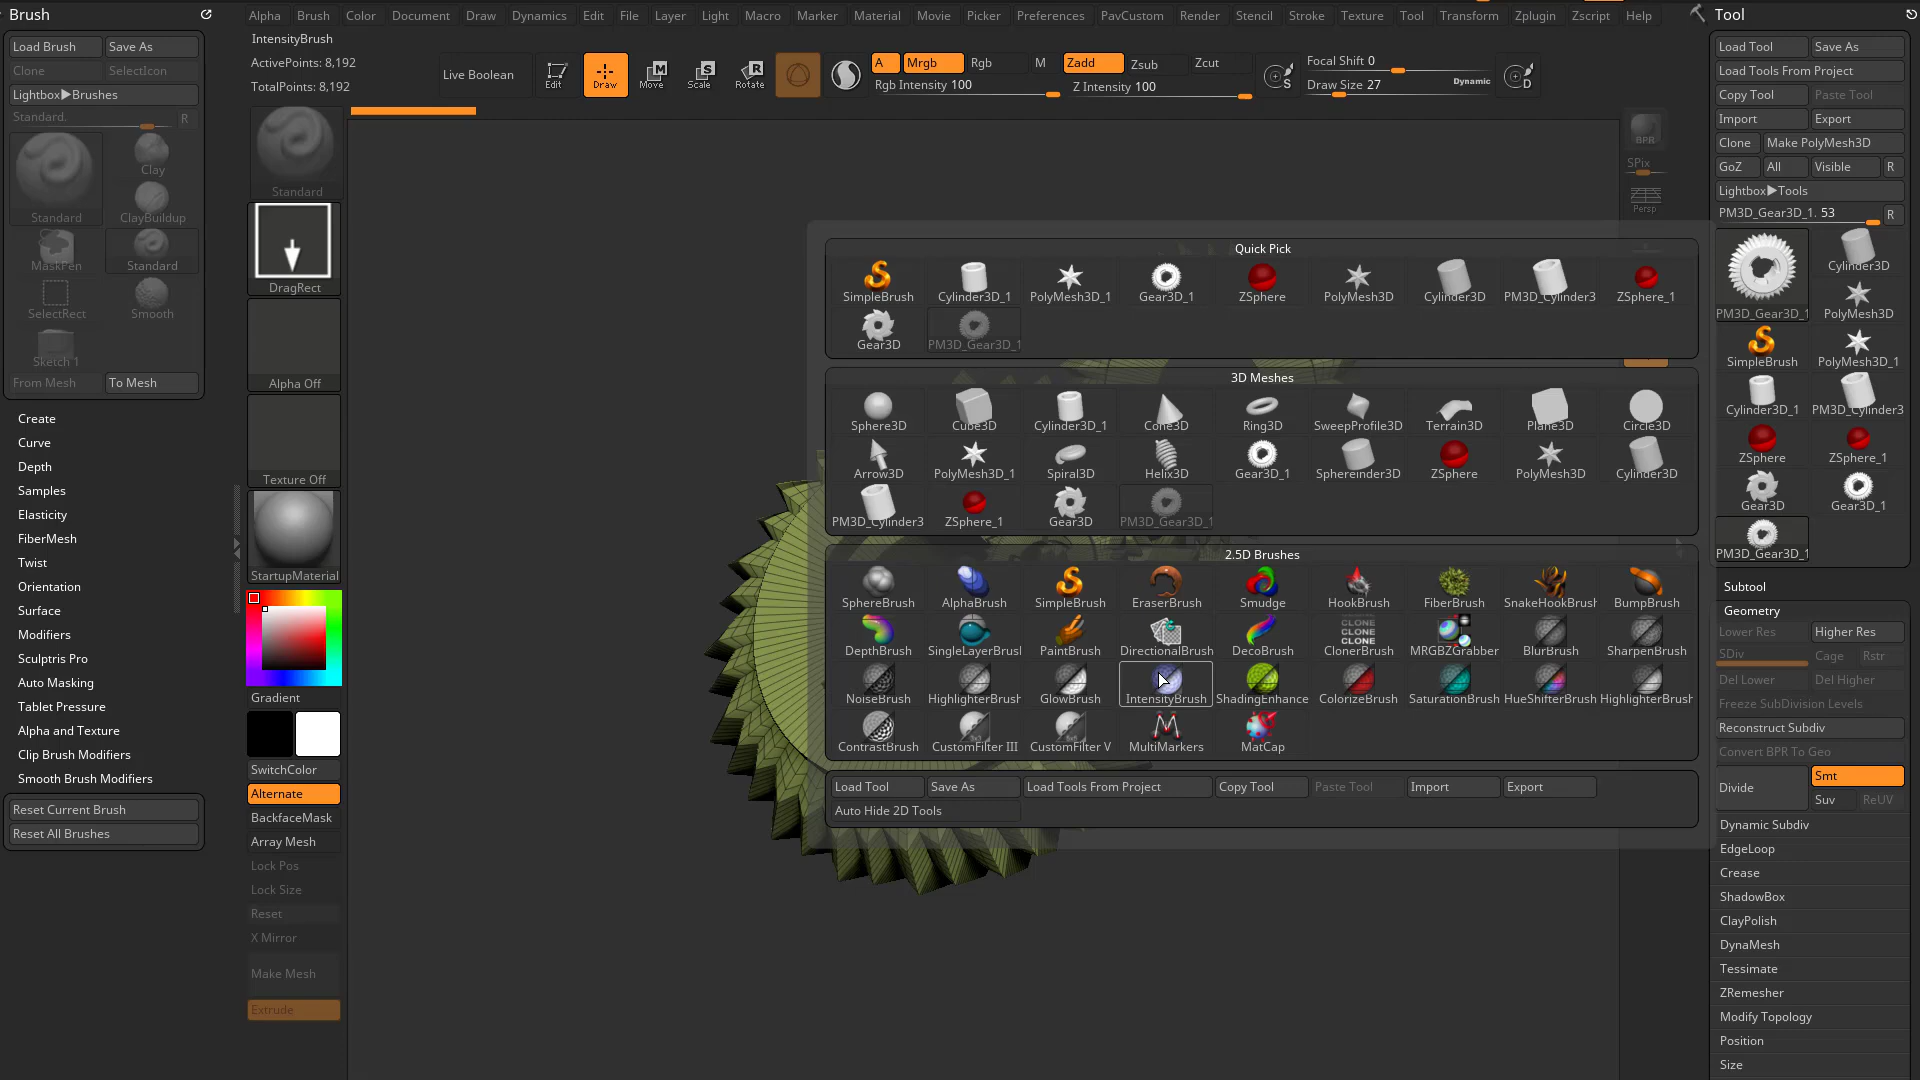 Brush
Load Brush Save As
Clone SelectIcon
Lightbox▶Brushes
Standard. R
Standard
Clay
ClayBuildup
MaskPen Standard
SelectRect Smooth
Sketch 1
From Mesh To Mesh
Create
Curve
Depth
Samples
Elasticity
FiberMesh
Twist
Orientation
Surface
Modifiers
Sculptris Pro
Auto Masking
Tablet Pressure
Alpha and Texture
Clip Brush Modifiers
Smooth Brush Modifiers
Reset Current Brush
Reset All Brushes
Alpha Brush Color Document Draw Dynamics Edit File Layer Light Macro Marker Material Movie Picker Preferences PavCustom Render Stencil Stroke Texture Tool Transform Zplugin Zscript Help
IntensityBrush
ActivePoints: 8,192
TotalPoints: 8,192
Live Boolean
Edit Draw Move Scale Rotate
A Mrgb Rgb M Zadd Zsub Zcut
Rgb Intensity 100 Z Intensity 100
Focal Shift 0
Draw Size 27 Dynamic
S D
Standard
DragRect
Alpha Off
Texture Off
StartupMaterial
Gradient
SwitchColor
Alternate
BackfaceMask
Array Mesh
Lock Pos
Lock Size
Reset
X Mirror
Make Mesh
Extrude
BPR
SPix
Persp
Quick Pick
SimpleBrush Cylinder3D_1 PolyMesh3D_1 Gear3D_1 ZSphere PolyMesh3D Cylinder3D PM3D_Cylinder3 ZSphere_1
Gear3D PM3D_Gear3D_1
3D Meshes
Sphere3D Cube3D Cylinder3D_1 Cone3D Ring3D SweepProfile3D Terrain3D Plane3D Circle3D
Arrow3D PolyMesh3D_1 Spiral3D Helix3D Gear3D_1 Sphereinder3D ZSphere PolyMesh3D Cylinder3D
PM3D_Cylinder3 ZSphere_1 Gear3D PM3D_Gear3D_1
2.5D Brushes
SphereBrush AlphaBrush SimpleBrush EraserBrush Smudge HookBrush FiberBrush SnakeHookBrush BumpBrush
CLONE
CLONE
CLONE
DepthBrush SingleLayerBrusl PaintBrush DirectionalBrush DecoBrush ClonerBrush MRGBZGrabber BlurBrush SharpenBrush
NoiseBrush HighlighterBrush GlowBrush IntensityBrush ShadingEnhance ColorizeBrush SaturationBrush HueShifterBrush HighlighterBrush
ContrastBrush CustomFilter III CustomFilter V MultiMarkers MatCap
Load Tool Save As Load Tools From Project Copy Tool Paste Tool Import Export
Auto Hide 2D Tools
Tool
Load Tool Save As
Load Tools From Project
Copy Tool Paste Tool
Import Export
Clone Make PolyMesh3D
GoZ All Visible R
Lightbox▶Tools
PM3D_Gear3D_1. 53 R
PM3D_Gear3D_1
Cylinder3D
PolyMesh3D
SimpleBrush PolyMesh3D_1
Cylinder3D_1 PM3D_Cylinder3
ZSphere ZSphere_1
Gear3D Gear3D_1
PM3D_Gear3D_1
Subtool
Geometry
Lower Res Higher Res
SDiv Cage Rstr
Del Lower Del Higher
Freeze SubDivision Levels
Reconstruct Subdiv
Convert BPR To Geo
Divide Smt
Suv ReUV
Dynamic Subdiv
EdgeLoop
Crease
ShadowBox
ClayPolish
DynaMesh
Tessimate
ZRemesher
Modify Topology
Position
Size